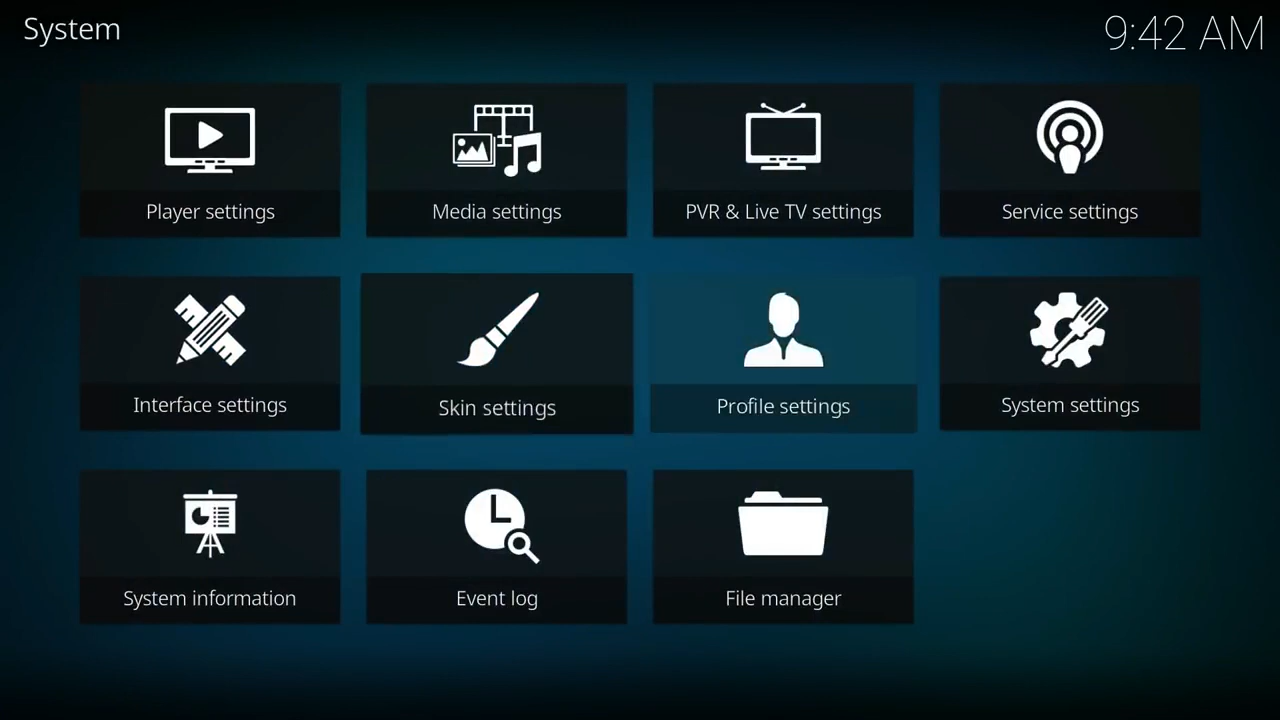 System
9:42 AM
Player settings
Media settings
PVR & Live TV settings
Service settings
Interface settings
Skin settings
Profile settings
System settings
System information
Event log
File manager